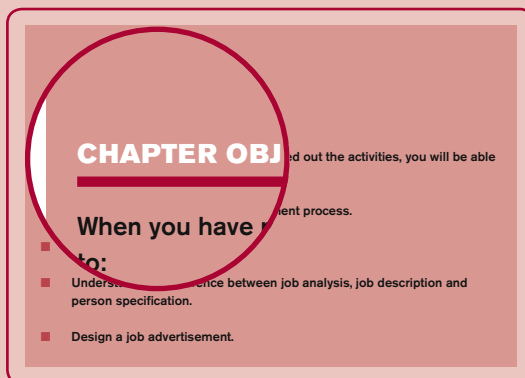 CHAPTER OBJ
ed out the activities, you will be able
When you have
ment process.
to:
Underst ence between job analysis, job description and
person specification.
Design a job advertisement.